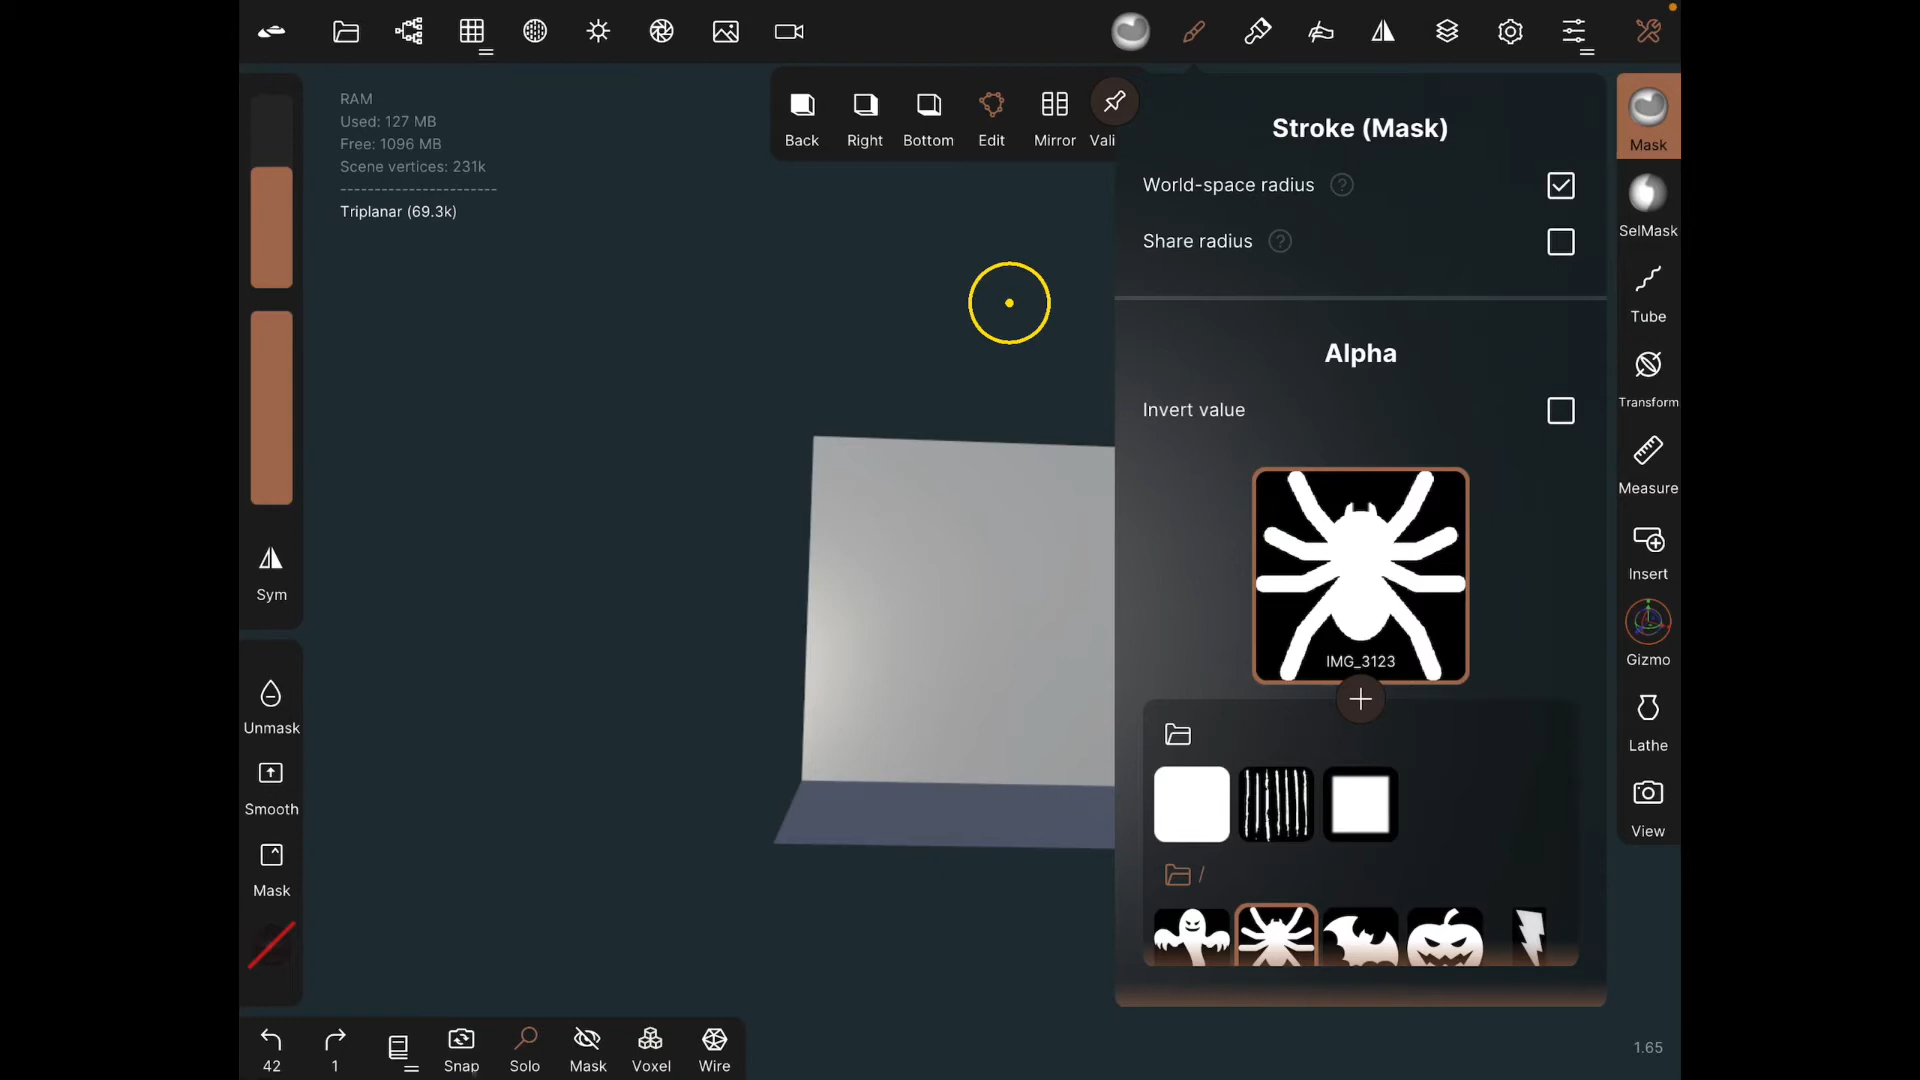 RAM
Used: 127 MB
Free: 1096 MB
Scene vertices: 231k
-----------------------
Triplanar (69.3k)
Back
Right
Bottom
Edit
Mirror
Vali
Stroke (Mask)
World-space radius ?
Share radius ?
Alpha
Invert value
IMG_3123
/
Mask
SelMask
Tube
Transform
Measure
Insert
Gizmo
Lathe
View
Sym
Unmask
Smooth
Mask
42
1
Snap
Solo
Mask
Voxel
Wire
1.65